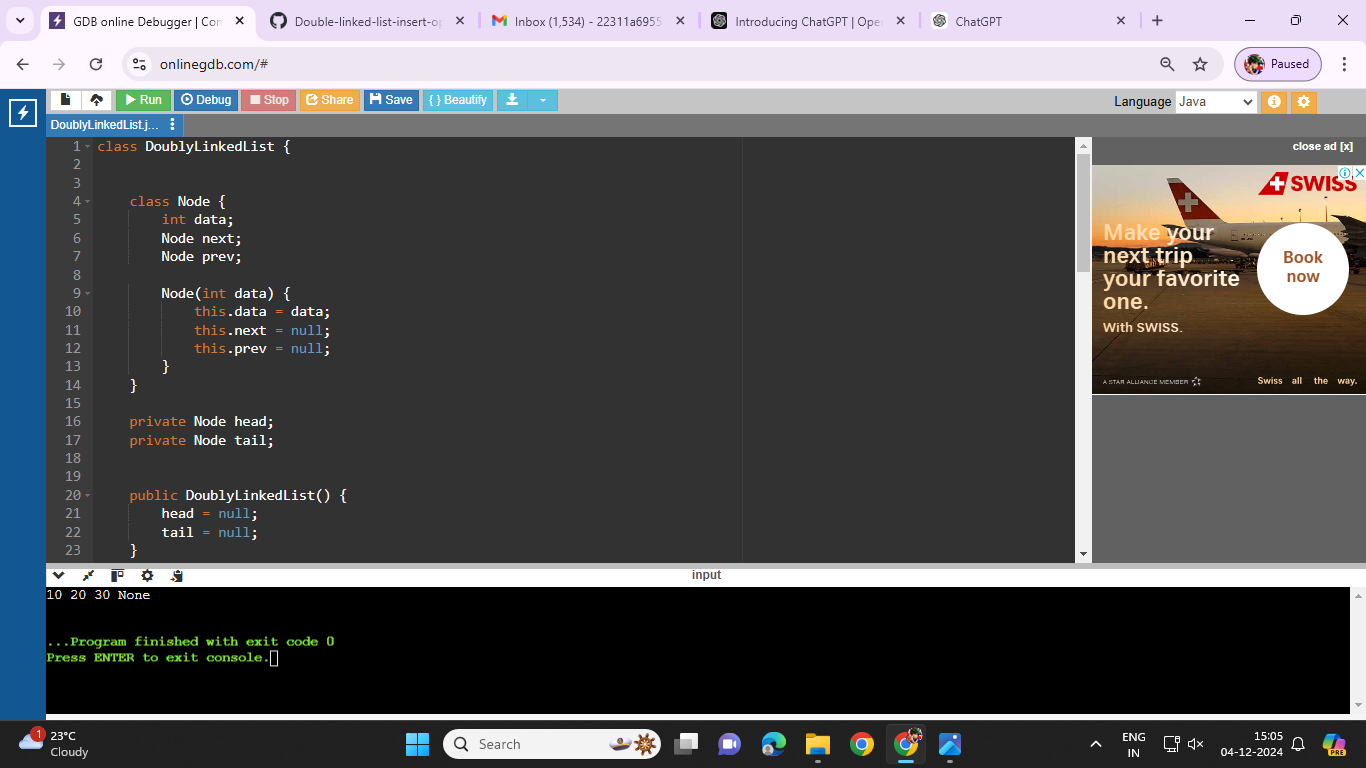 GDB online Debugger | Con
Double-linked-list-insert-op
Inbox (1,534) - 22311a6955
Introducing ChatGPT | Ope
ChatGPT
onlinegdb.com/#
Paused
Run
Debug
Stop
Share
Save
{ } Beautify
Language Java
DoublyLinkedList.j...
close ad [x]
1 class DoublyLinkedList {
2
3
4 class Node {
5 int data;
6 Node next;
7 Node prev;
8
9 Node(int data) {
10 this.data = data;
11 this.next = null;
12 this.prev = null;
13 }
14 }
15
16 private Node head;
17 private Node tail;
18
19
20 public DoublyLinkedList() {
21 head = null;
22 tail = null;
23 }
SWISS
Make your
next trip
your favorite
one.
With SWISS.
Book
now
A STAR ALLIANCE MEMBER
Swiss all the way.
input
10 20 30 None
...Program finished with exit code 0
Press ENTER to exit console.
1
23°C
Cloudy
Search
ENG
IN
15:05
04-12-2024
PRE